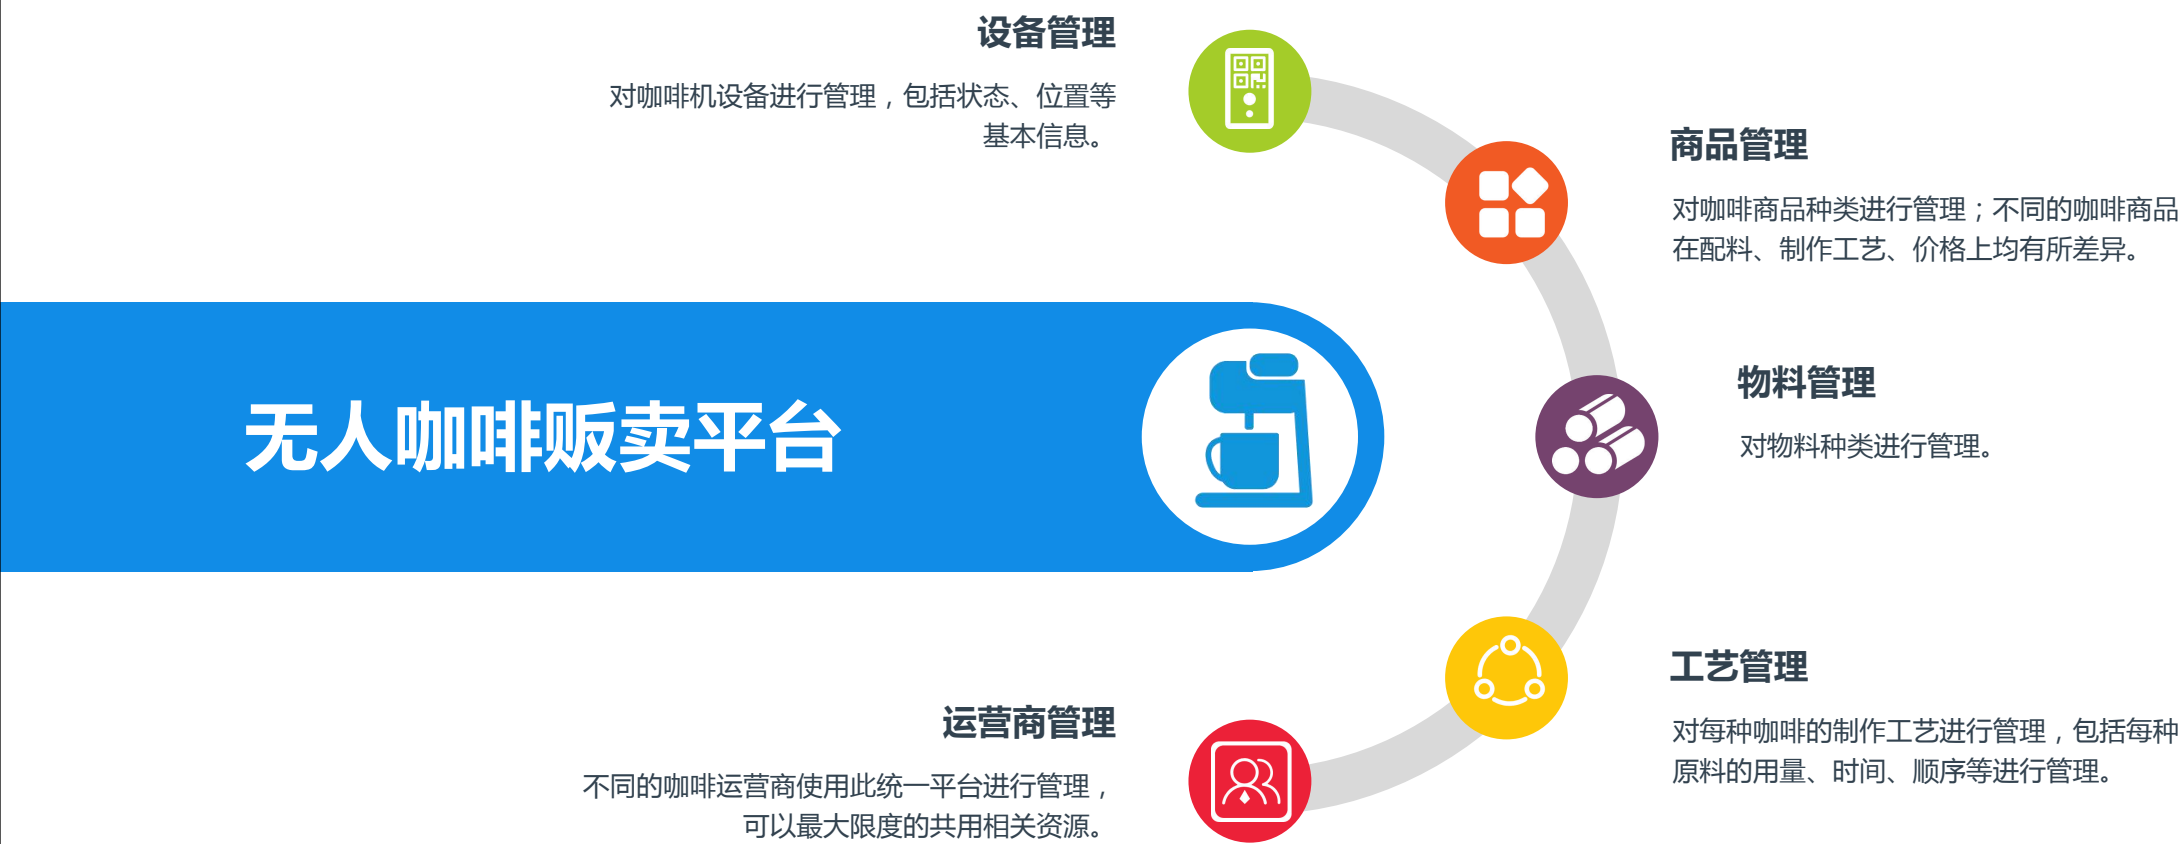 设备管理
对咖啡机设备进行管理，包括状态、位置等
基本信息。
商品管理
对咖啡商品种类进行管理；不同的咖啡商品
在配料、制作工艺、价格上均有所差异。
无人咖啡贩卖平台
物料管理
对物料种类进行管理。
工艺管理
对每种咖啡的制作工艺进行管理，包括每种
原料的用量、时间、顺序等进行管理。
运营商管理
不同的咖啡运营商使用此统一平台进行管理，
可以最大限度的共用相关资源。